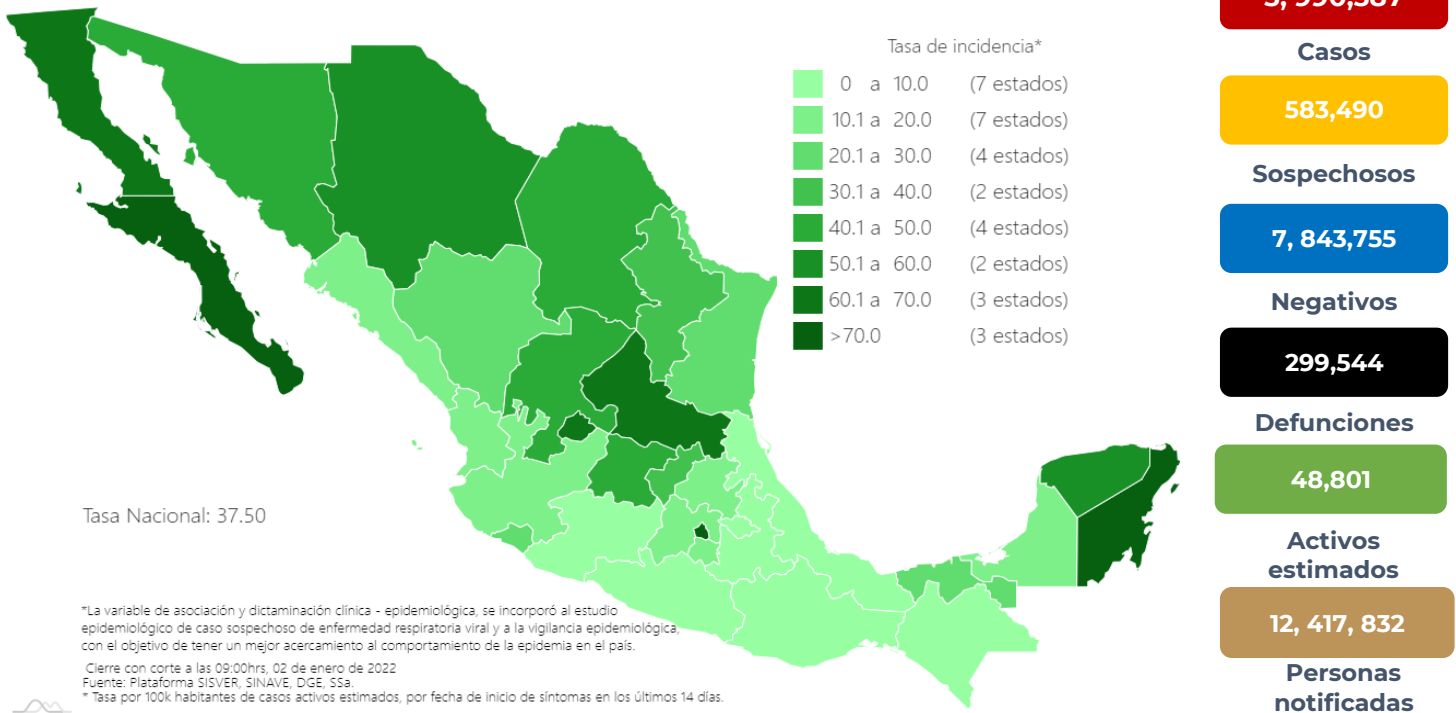 Tasa de incidencia*
0 a 10.0 (7 estados)
10.1 a 20.0 (7 estados)
20.1 a 30.0 (4 estados)
30.1 a 40.0 (2 estados)
40.1 a 50.0 (4 estados)
50.1 a 60.0 (2 estados)
60.1 a 70.0 (3 estados)
>70.0 (3 estados)
Tasa Nacional: 37.50
*La variable de asociación y dictaminación clínica - epidemiológica, se incorporó al estudio
epidemiológico de caso sospechoso de enfermedad respiratoria viral y a la vigilancia epidemiológica,
con el objetivo de tener un mejor acercamiento al comportamiento de la epidemia en el país.
Cierre con corte a las 09:00hrs, 02 de enero de 2022
Fuente: Plataforma SISVER, SINAVE, DGE, SSa.
* Tasa por 100k habitantes de casos activos estimados, por fecha de inicio de síntomas en los últimos 14 días.
3, 990,587
Casos
583,490
Sospechosos
7, 843,755
Negativos
299,544
Defunciones
48,801
Activos
estimados
12, 417, 832
Personas
notificadas